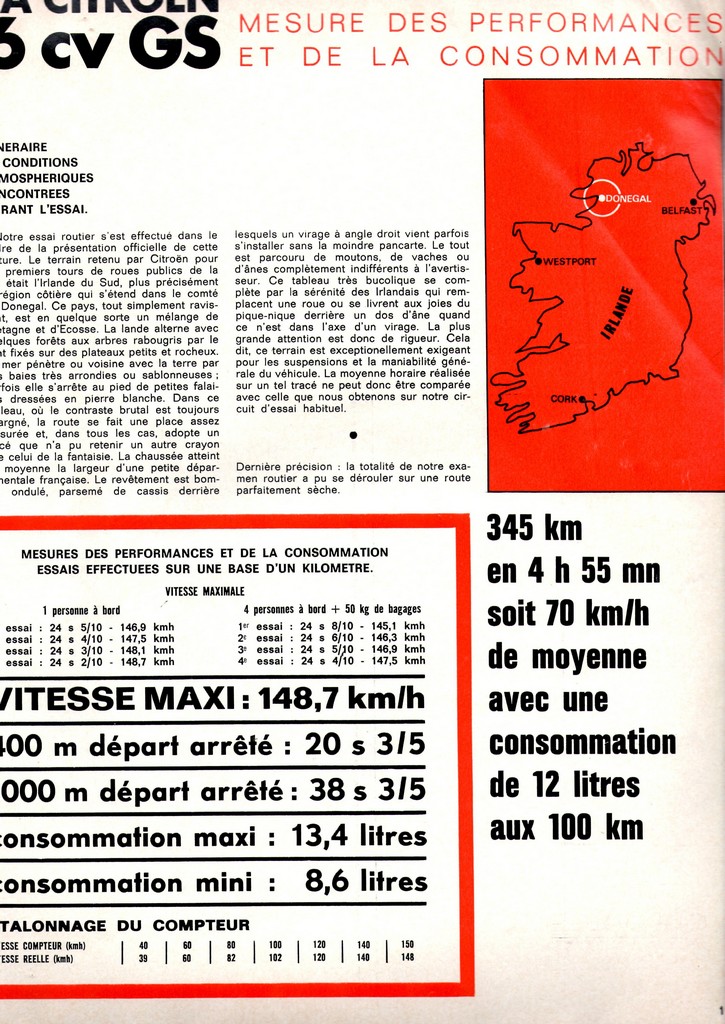 A CITROËN
6 cv GS
MESURE DES PERFORMANCES
ET DE LA CONSOMMATION
NERAIRE
CONDITIONS
MOSPHERIQUES
NCONTREES
RANT L'ESSAI.
Notre essai routier s'est effectué dans le
re de la présentation officielle de cette
ture. Le terrain retenu par Citroën pour
premiers tours de roues publics de la
était l'Irlande du Sud, plus précisément
région côtière qui s'étend dans le comté
Donegal. Ce pays, tout simplement ravis-
t, est en quelque sorte un mélange de
etagne et d'Ecosse. La lande alterne avec
elques forêts aux arbres rabougris par le
t fixés sur des plateaux petits et rocheux.
mer pénètre ou voisine avec la terre par
s baies très arrondies ou sablonneuses ;
fois elle s'arrête au pied de petites falai-
s dressées en pierre blanche. Dans ce
leau, où le contraste brutal est toujours
argné, la route se fait une place assez
surée et, dans tous les cas, adopte un
cé que n'a pu retenir un autre crayon
e celui de la fantaisie. La chaussée atteint
moyenne la largeur d'une petite dépar-
mentale française. Le revêtement est bom-
ondulé, parsemé de cassis derrière
lesquels un virage à angle droit vient parfois
s'installer sans la moindre pancarte. Le tout
est parcouru de moutons, de vaches ou
d'ânes complètement indifférents à l'avertis-
seur. Ce tableau très bucolique se com-
plète par la sérénité des Irlandais qui rem-
placent une roue ou se livrent aux joies du
pique-nique derrière un dos d'âne quand
ce n'est dans l'axe d'un virage. La plus
grande attention est donc de rigueur. Cela
dit, ce terrain est exceptionnellement exigeant
pour les suspensions et la maniabilité géné-
rale du véhicule. La moyenne horaire réalisée
sur un tel tracé ne peut donc être comparée
avec celle que nous obtenons sur notre cir-
cuit d'essai habituel.
Dernière précision : la totalité de notre exa-
men routier a pu se dérouler sur une route
parfaitement sèche.
DONEGAL
BELFAST
WESTPORT
IRLANDE
CORK
MESURES DES PERFORMANCES ET DE LA CONSOMMATION
ESSAIS EFFECTUEES SUR UNE BASE D'UN KILOMETRE.
VITESSE MAXIMALE
1 personne à bord
essai : 24 s 5/10 - 146,9 kmh
essai : 24 s 4/10 - 147,5 kmh
essai : 24 s 3/10 - 148,1 kmh
essai : 24 s 2/10 - 148,7 kmh
4 personnes à bord + 50 kg de bagages
1er essai : 24 s 8/10 - 145,1 kmh
2e essai : 24 s 6/10 - 146,3 kmh
3e essai : 24 s 5/10 - 146,9 kmh
4e essai : 24 s 4/10 - 147,5 kmh
VITESSE MAXI : 148,7 km/h
400 m départ arrêté : 20 s 3/5
000 m départ arrêté : 38 s 3/5
consommation maxi : 13,4 litres
consommation mini : 8,6 litres
TALONNAGE DU COMPTEUR
ESSE COMPTEUR (kmh) 40 60 80 100 120 140 150
ESSE REELLE (kmh) 39 60 82 102 120 140 148
345 km
en 4 h 55 mn
soit 70 km/h
de moyenne
avec une
consommation
de 12 litres
aux 100 km